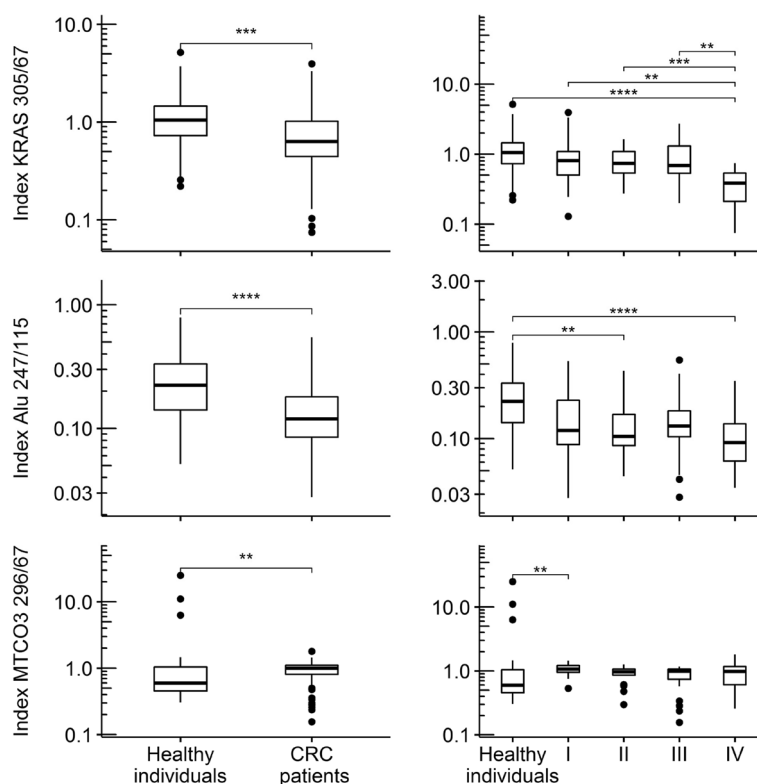 Index KRAS 305/67
10.0
1.0
0.1
***
10.0
1.0
0.1
**
***
**
****
Index Alu 247/115
1.00
0.30
0.10
0.03
****
3.00
1.00
0.30
0.10
0.03
****
**
Index MTCO3 296/67
10.0
1.0
0.1
**
10.0
1.0
0.1
**
Healthy
individuals
CRC
patients
Healthy
individuals
I
II
III
IV